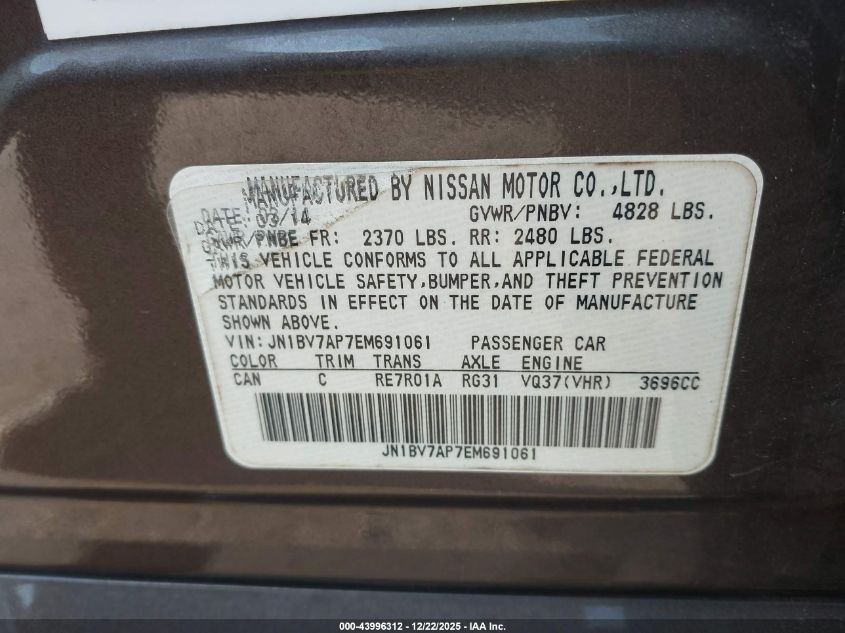 MANUFACTURED BY NISSAN MOTOR CO.,LTD.
DATE: 03/14 GVWR/PNBV: 4828 LBS.
GAWR/PNBE FR: 2370 LBS. RR: 2480 LBS.
THIS VEHICLE CONFORMS TO ALL APPLICABLE FEDERAL
MOTOR VEHICLE SAFETY,BUMPER,AND THEFT PREVENTION
STANDARDS IN EFFECT ON THE DATE OF MANUFACTURE
SHOWN ABOVE.
VIN: JN1BV7AP7EM691061 PASSENGER CAR
COLOR TRIM TRANS AXLE ENGINE
CAN C RE7R01A RG31 VQ37(VHR) 3696CC
JN1BV7AP7EM691061
000-43996312 - 12/22/2025 - IAA Inc.